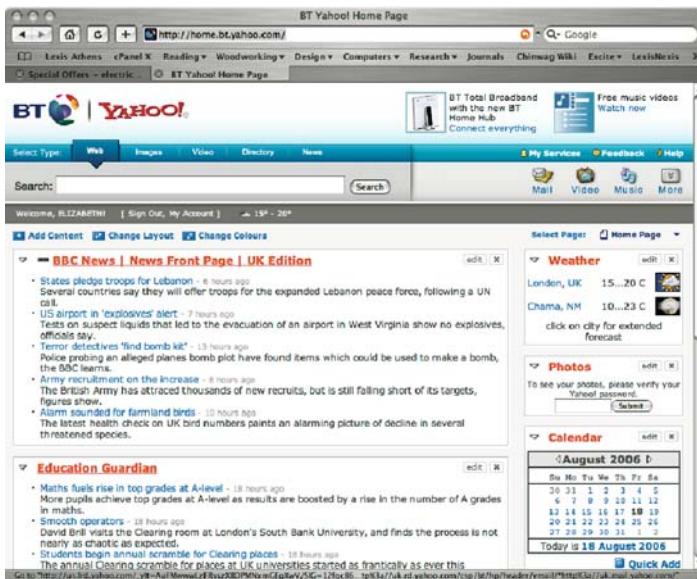 BT Yahoo! Home Page
http://home.bt.yahoo.com/
Q- Google
Lexis Athens cPanel X Reading Woodworking Design Computers Research Journals Chinwag Wiki Excite LexisNexis
Special Offers - electric... BT Yahoo! Home Page
BT YAHOO!
BT Total Broadband
with the new BT
Home Hub
Connect everything
Free music videos
Watch now
Select Type: Web Images Video Directory News
My Services Feedback Help
Search: Search
Mail Video Music More
Welcome, ELIZABETH! [ Sign Out, My Account ] 15° - 20°
Add Content Change Layout Change Colours
Select Page: Home Page
BBC News | News Front Page | UK Edition edit x
States pledge troops for Lebanon - 6 hours ago
Several countries say they will offer troops for the expanded Lebanon peace force, following a UN
call.
US airport in 'explosives' alert - 7 hours ago
Tests on suspect liquids that led to the evacuation of an airport in West Virginia show no explosives,
officials say.
Terror detectives 'find bomb kit' - 13 hours ago
Police probing an alleged planes bomb plot have found items which could be used to make a bomb,
the BBC learns.
Army recruitment on the increase - 8 hours ago
The British Army has attracted thousands of new recruits, but is still falling short of its targets,
figures show.
Alarm sounded for farmland birds - 10 hours ago
The latest health check on UK bird numbers paints an alarming picture of decline in several
threatened species.
Education Guardian edit x
Maths fuels rise in top grades at A-level - 18 hours ago
More pupils achieve top grades at A-level as results are boosted by a rise in the number of A grades
in maths.
Smooth operators - 18 hours ago
David Brill visits the Clearing room at London's South Bank University, and finds the process is not
nearly as chaotic as expected.
Students begin annual scramble for Clearing places - 18 hours ago
The annual Clearing scramble for places at UK universities started as frantically as ever this
Weather edit x
London, UK 15...20 C
Chama, NM 10...23 C
click on city for extended
forecast
Photos edit x
To see your photos, please verify your
Yahoo! password.
Submit
Calendar edit x
August 2006
Su Mo Tu We Th Fr Sa
30 31 1 2 3 4 5
6 7 8 9 10 11 12
13 14 15 16 17 18 19
20 21 22 23 24 25 26
27 28 29 30 31 1 2
Today is 18 August 2006
Quick Add